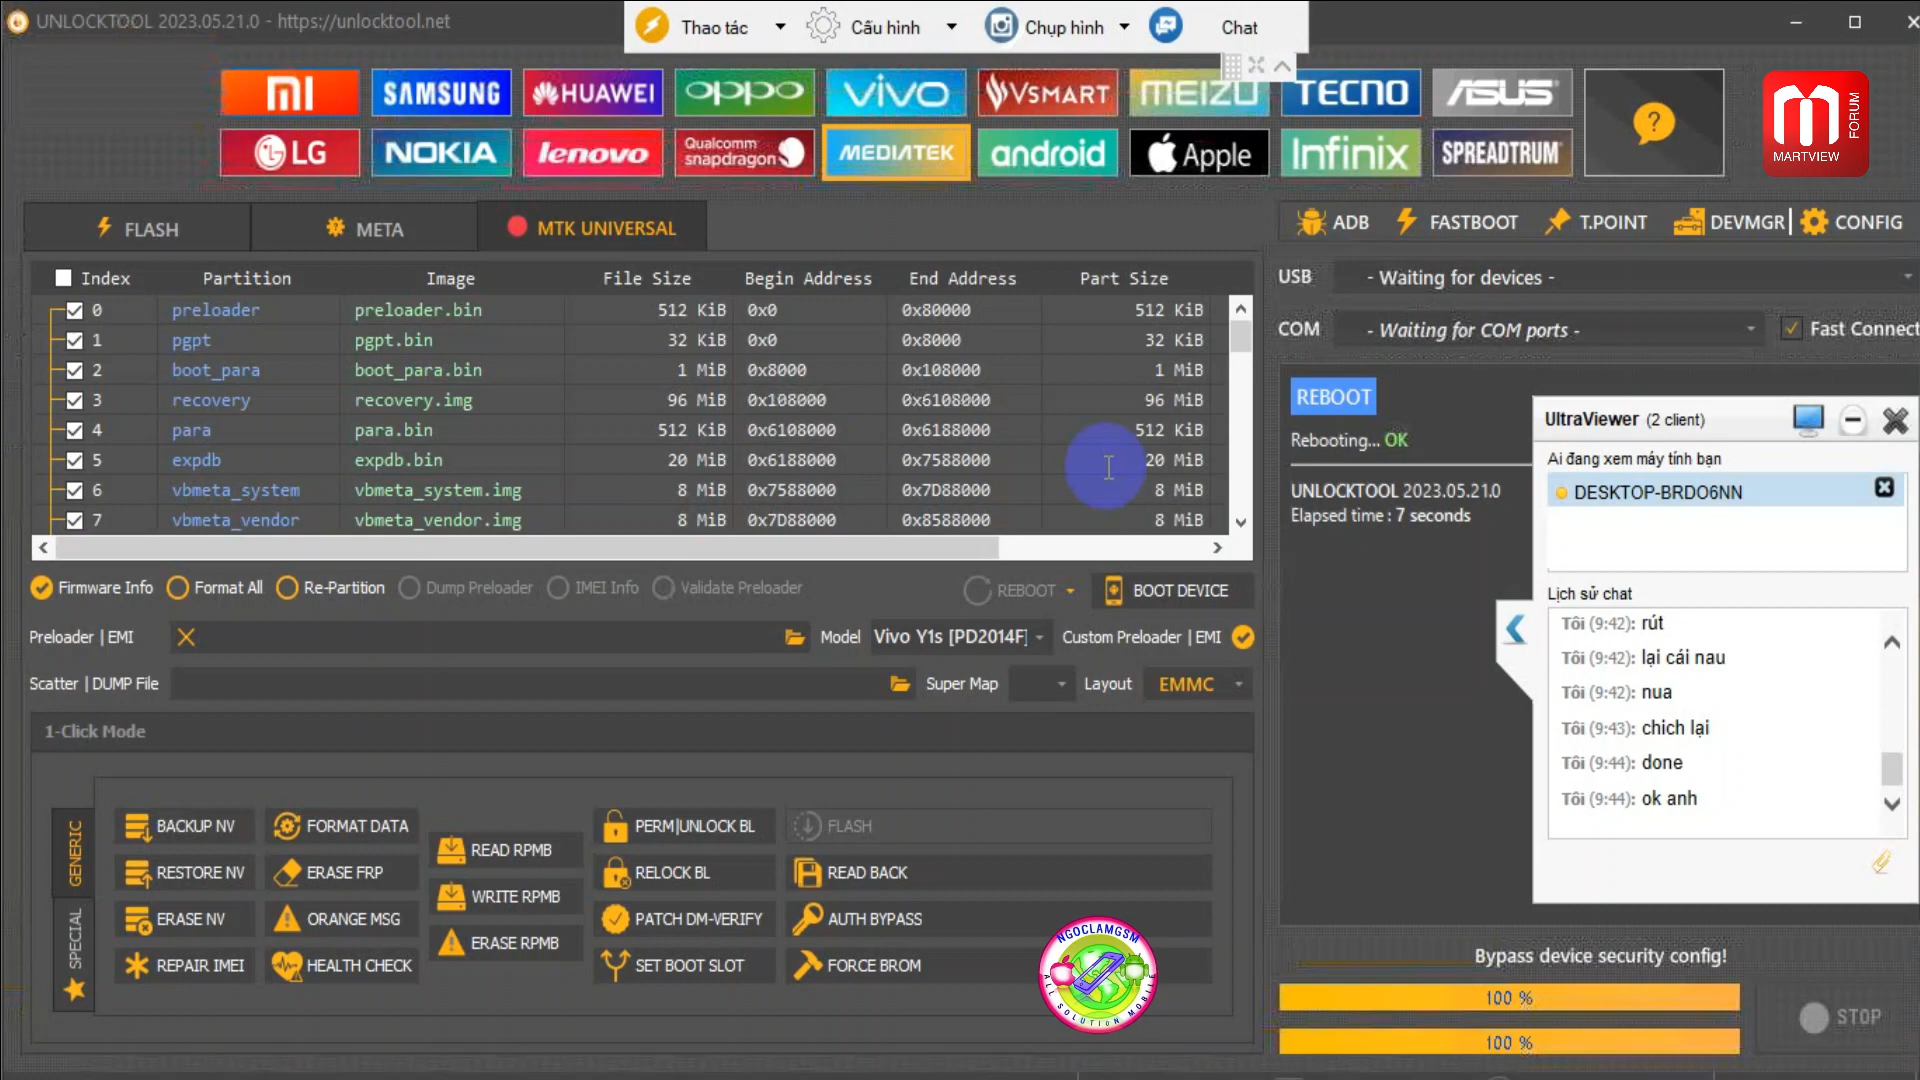 UNLOCKTOOL 2023.05.21.0 - https://unlocktool.net
Thao tác
Cấu hình
Chụp hình
Chat
mi
SAMSUNG
HUAWEI
oppo
vivo
VSMART
MEIZU
TECNO
ASUS
?
MARTVIEW
FORUM
LG
NOKIA
lenovo
Qualcomm
snapdragon
MEDIATEK
android
Apple
Infinix
SPREADTRUM
FLASH
META
MTK UNIVERSAL
ADB
FASTBOOT
T.POINT
DEVMGR
CONFIG
Index Partition Image File Size Begin Address End Address Part Size
0 preloader preloader.bin 512 KiB 0x0 0x80000 512 KiB
1 pgpt pgpt.bin 32 KiB 0x0 0x8000 32 KiB
2 boot_para boot_para.bin 1 MiB 0x8000 0x108000 1 MiB
3 recovery recovery.img 96 MiB 0x108000 0x6108000 96 MiB
4 para para.bin 512 KiB 0x6108000 0x6188000 512 KiB
5 expdb expdb.bin 20 MiB 0x6188000 0x7588000 20 MiB
6 vbmeta_system vbmeta_system.img 8 MiB 0x7588000 0x7D88000 8 MiB
7 vbmeta_vendor vbmeta_vendor.img 8 MiB 0x7D88000 0x8588000 8 MiB
USB - Waiting for devices -
COM - Waiting for COM ports - Fast Connect
REBOOT
Rebooting... OK
UNLOCKTOOL 2023.05.21.0
Elapsed time : 7 seconds
UltraViewer (2 client)
Ai đang xem máy tính bạn
DESKTOP-BRDO6NN
Lịch sử chat
Tôi (9:42): rút
Tôi (9:42): lại cái nau
Tôi (9:42): nua
Tôi (9:43): chich lại
Tôi (9:44): done
Tôi (9:44): ok anh
Firmware Info Format All Re-Partition Dump Preloader IMEI Info Validate Preloader REBOOT BOOT DEVICE
Preloader | EMI Model Vivo Y1s [PD2014F] Custom Preloader | EMI
Scatter | DUMP File Super Map Layout EMMC
1-Click Mode
GENERIC
SPECIAL
BACKUP NV
RESTORE NV
ERASE NV
REPAIR IMEI
FORMAT DATA
ERASE FRP
ORANGE MSG
HEALTH CHECK
READ RPMB
WRITE RPMB
ERASE RPMB
PERM|UNLOCK BL
RELOCK BL
PATCH DM-VERIFY
SET BOOT SLOT
FLASH
READ BACK
AUTH BYPASS
FORCE BROM
NGOCLAMGSM
ALL SOLUTION MOBILE
Bypass device security config!
100 %
100 %
STOP